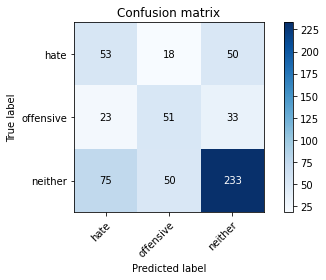 Confusion matrix
True label
hate
53 18 50
offensive
23 51 33
neither
75 50 233
hate
offensive
neither
Predicted label
225
200
175
150
125
100
75
50
25